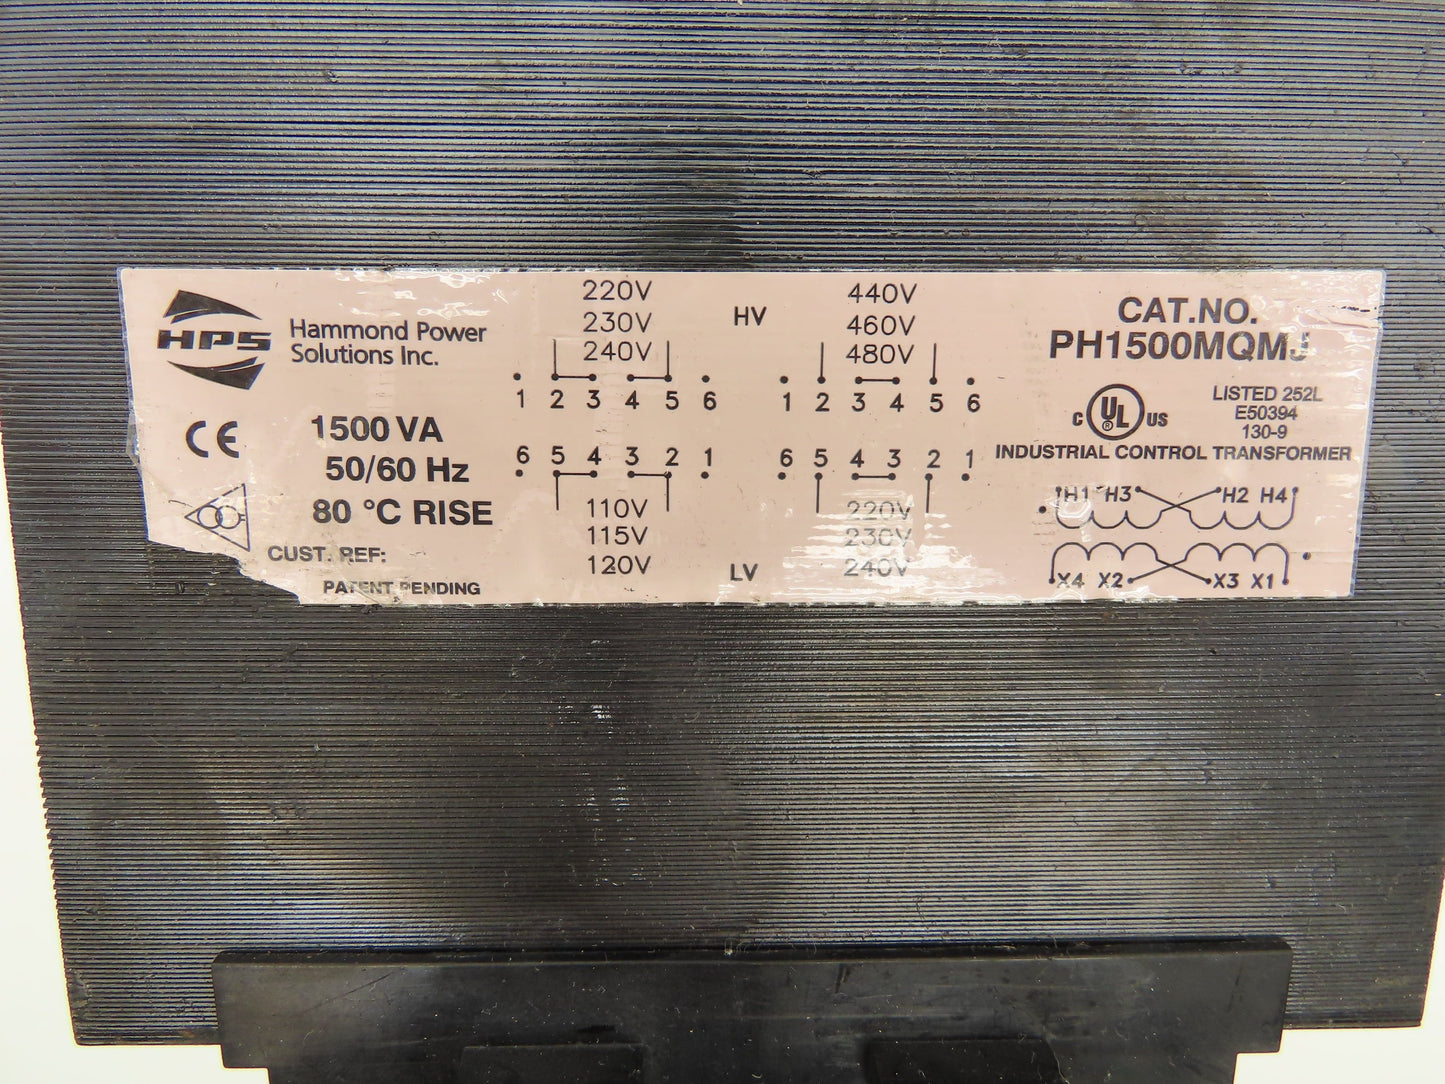 HPS
Hammond Power
Solutions Inc.
CE
1500 VA
50/60 Hz
80 °C RISE
CUST. REF:
PATENT PENDING
220V
230V
240V
HV
440V
460V
480V
1 2 3 4 5 6
1 2 3 4 5 6
6 5 4 3 2 1
6 5 4 3 2 1
110V
115V
120V
LV
220V
230V
240V
CAT.NO.
PH1500MQMJ
C UL ® US
LISTED 252L
E50394
130-9
INDUSTRIAL CONTROL TRANSFORMER
H1 H3 H2 H4
X4 X2 X3 X1